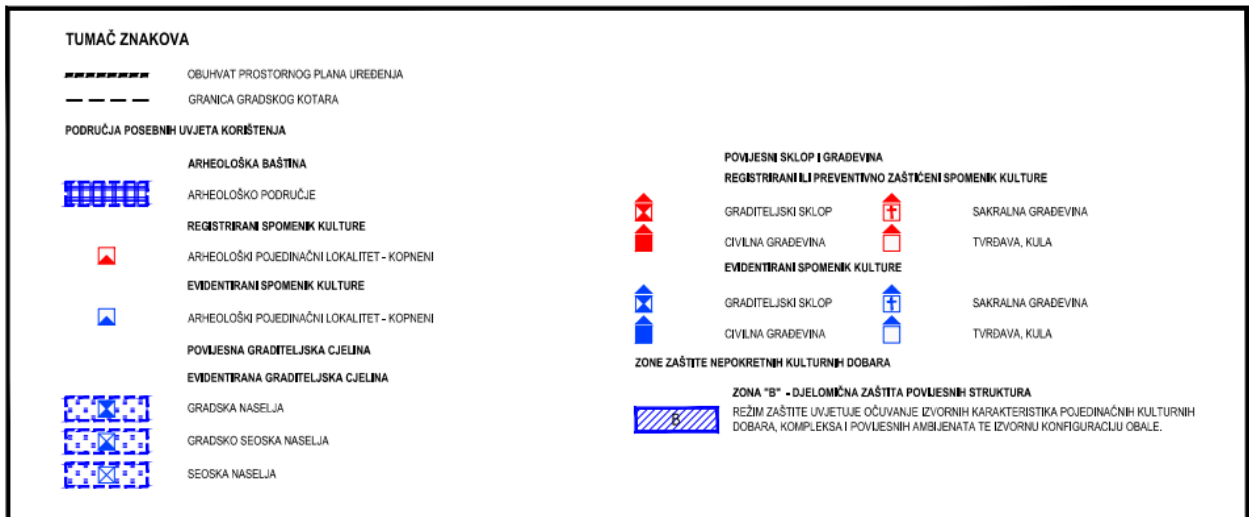 TUMAČ ZNAKOVA
OBUHVAT PROSTORNOG PLANA UREĐENJA
GRANICA GRADSKOG KOTARA
PODRUČJA POSEBNIH UVJETA KORIŠTENJA
ARHEOLOŠKA BAŠTINA
ARHEOLOŠKO PODRUČJE
REGISTRIRANI SPOMENIK KULTURE
ARHEOLOŠKI POJEDINAČNI LOKALITET - KOPNENI
EVIDENTIRANI SPOMENIK KULTURE
ARHEOLOŠKI POJEDINAČNI LOKALITET - KOPNENI
POVIJESNA GRADITELJSKA CJELINA
EVIDENTIRANA GRADITELJSKA CJELINA
GRADSKA NASELJA
GRADSKO SEOSKA NASELJA
SEOSKA NASELJA
POVIJESNI SKLOP I GRAĐEVINA
REGISTRIRANI ILI PREVENTIVNO ZAŠTIĆENI SPOMENIK KULTURE
GRADITELJSKI SKLOP SAKRALNA GRAĐEVINA
CIVILNA GRAĐEVINA TVRĐAVA, KULA
EVIDENTIRANI SPOMENIK KULTURE
GRADITELJSKI SKLOP SAKRALNA GRAĐEVINA
CIVILNA GRAĐEVINA TVRĐAVA, KULA
ZONE ZAŠTITE NEPOKRETNIH KULTURNIH DOBARA
ZONA "B" - DJELOMIČNA ZAŠTITA POVIJESNIH STRUKTURA
B REŽIM ZAŠTITE UVJETUJE OČUVANJE IZVORNIH KARAKTERISTIKA POJEDINAČNIH KULTURNIH
DOBARA, KOMPLEKSA I POVIJESNIH AMBIJENATA TE IZVORNU KONFIGURACIJU OBALE.